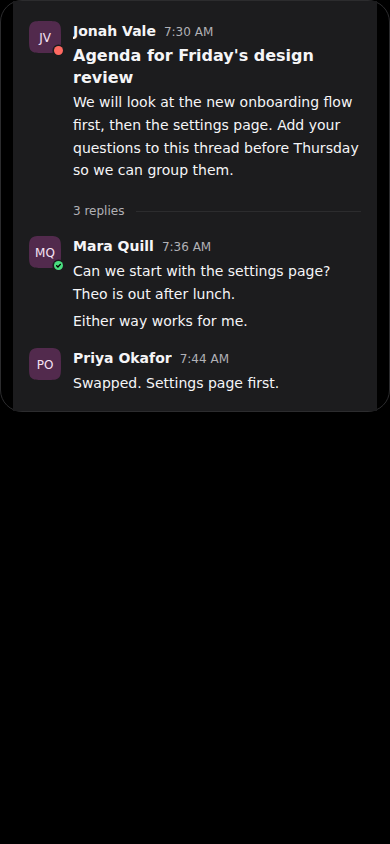 JV
Jonah Vale 7:30 AM
Agenda for Friday's design
review
We will look at the new onboarding flow
first, then the settings page. Add your
questions to this thread before Thursday
so we can group them.
3 replies
MQ
Mara Quill 7:36 AM
Can we start with the settings page?
Theo is out after lunch.
Either way works for me.
PO
Priya Okafor 7:44 AM
Swapped. Settings page first.